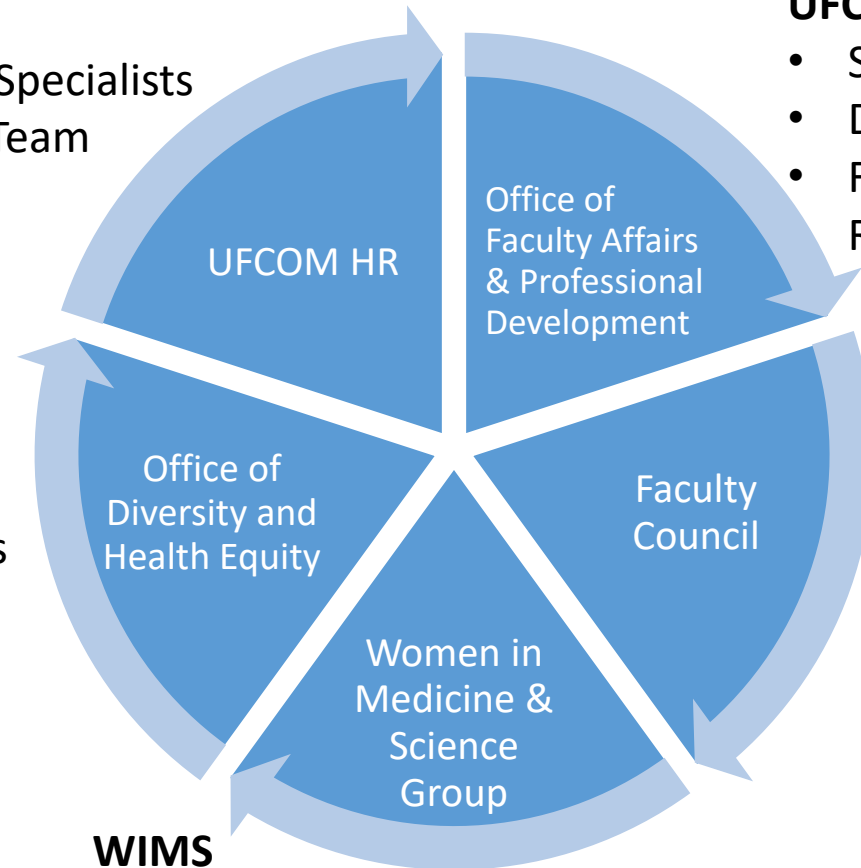 Specialists
Team
UFCOM HR
Office of
Faculty Affairs
& Professional
Development
Office of
Diversity and
Health Equity
Faculty
Council
Women in
Medicine &
Science
Group
WIMS